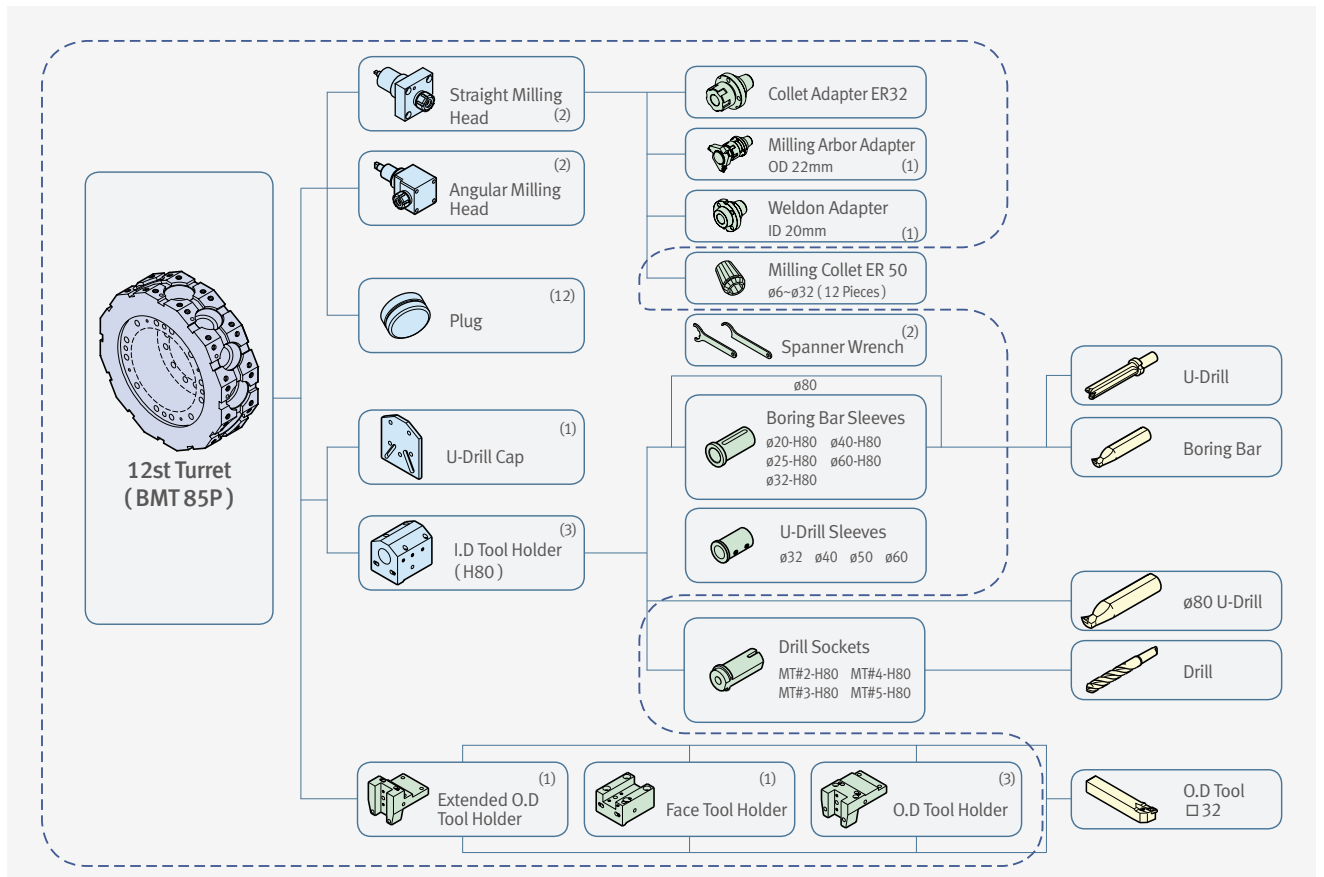 12st Turret
( BMT 85P )
Straight Milling
Head
(2)
(2)
Angular Milling
Head
(12)
Plug
(1)
U-Drill Cap
(3)
I.D Tool Holder
( H80 )
Collet Adapter ER32
Milling Arbor Adapter
OD 22mm
(1)
Weldon Adapter
ID 20mm
(1)
Milling Collet ER 50
ø6~ø32 ( 12 Pieces )
(2)
Spanner Wrench
ø80
Boring Bar Sleeves
ø20-H80 ø40-H80
ø25-H80 ø60-H80
ø32-H80
U-Drill Sleeves
ø32 ø40 ø50 ø60
Drill Sockets
MT#2-H80 MT#4-H80
MT#3-H80 MT#5-H80
U-Drill
Boring Bar
ø80 U-Drill
Drill
(1)
Extended O.D
Tool Holder
(1)
Face Tool Holder
(3)
O.D Tool Holder
O.D Tool
□ 32